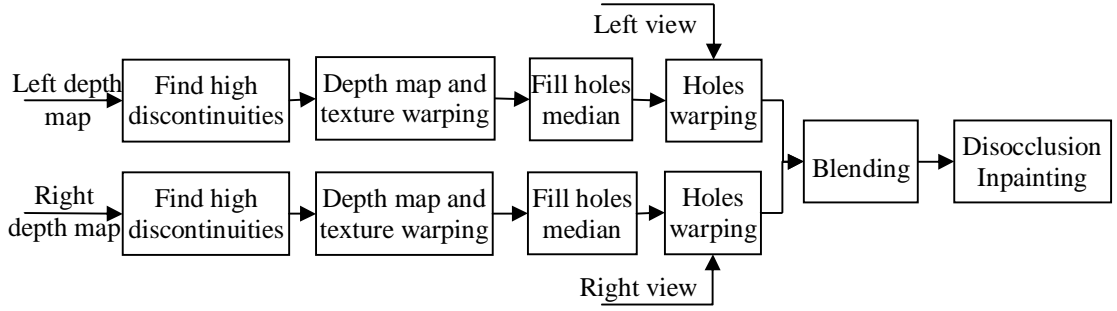 Left view
Left depth
map
Find high
discontinuities
Depth map and
texture warping
Fill holes
median
Holes
warping
Right
depth map
Find high
discontinuities
Depth map and
texture warping
Fill holes
median
Holes
warping
Right view
Blending
Disocclusion
Inpainting